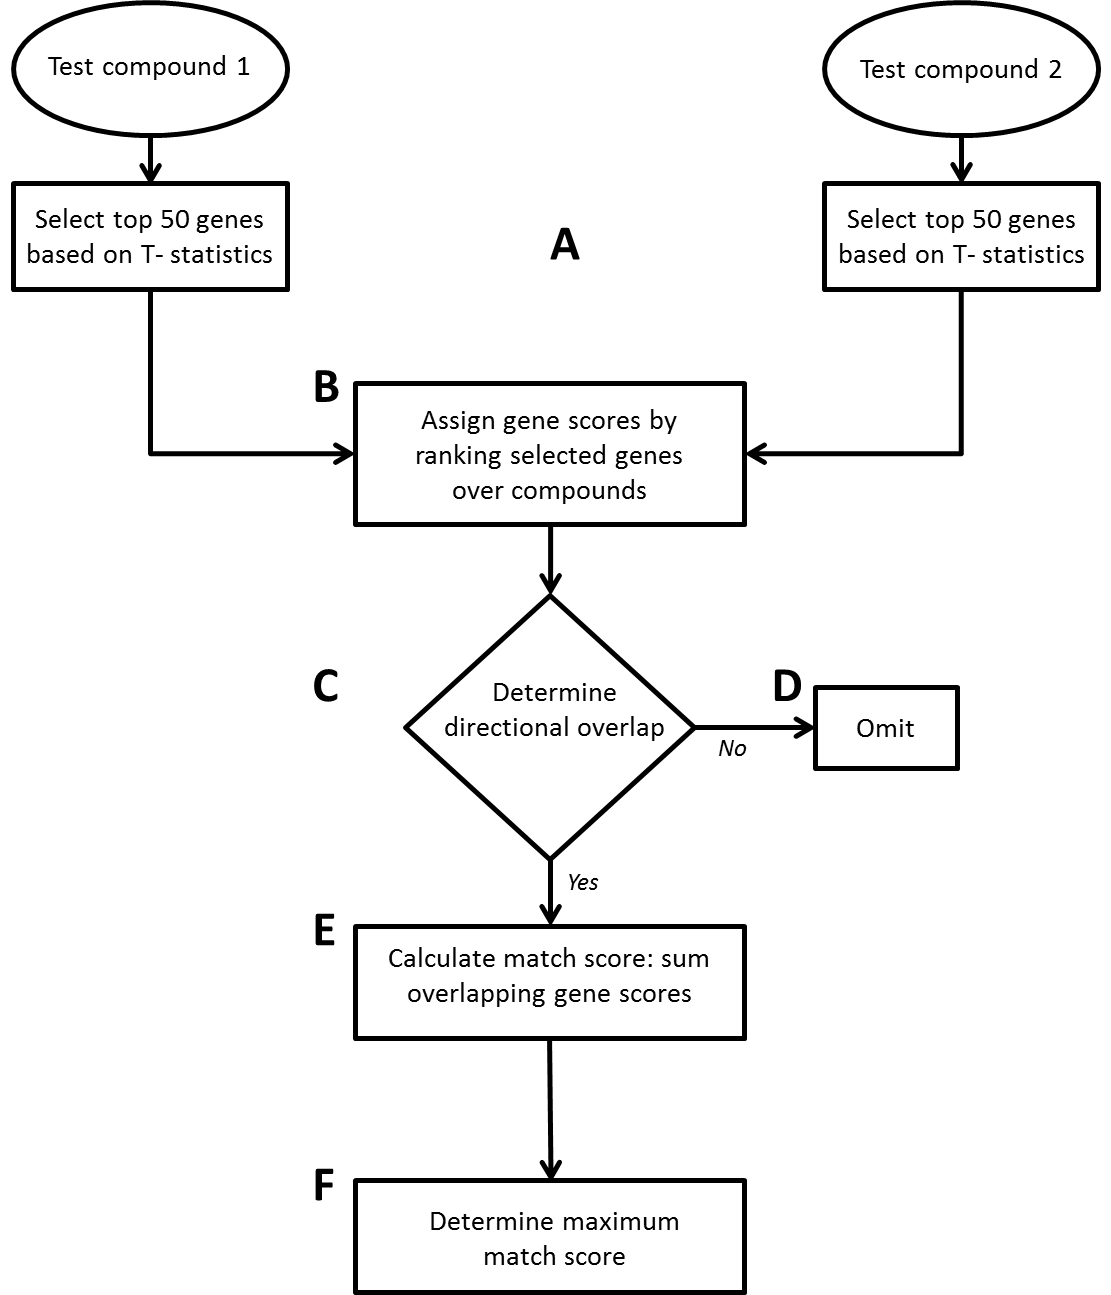 Test compound 1
Test compound 2
Select top 50 genes
based on T- statistics
Select top 50 genes
based on T- statistics
A
B
Assign gene scores by
ranking selected genes
over compounds
C
Determine
directional overlap
No
D
Omit
Yes
E
Calculate match score: sum
overlapping gene scores
F
Determine maximum
match score